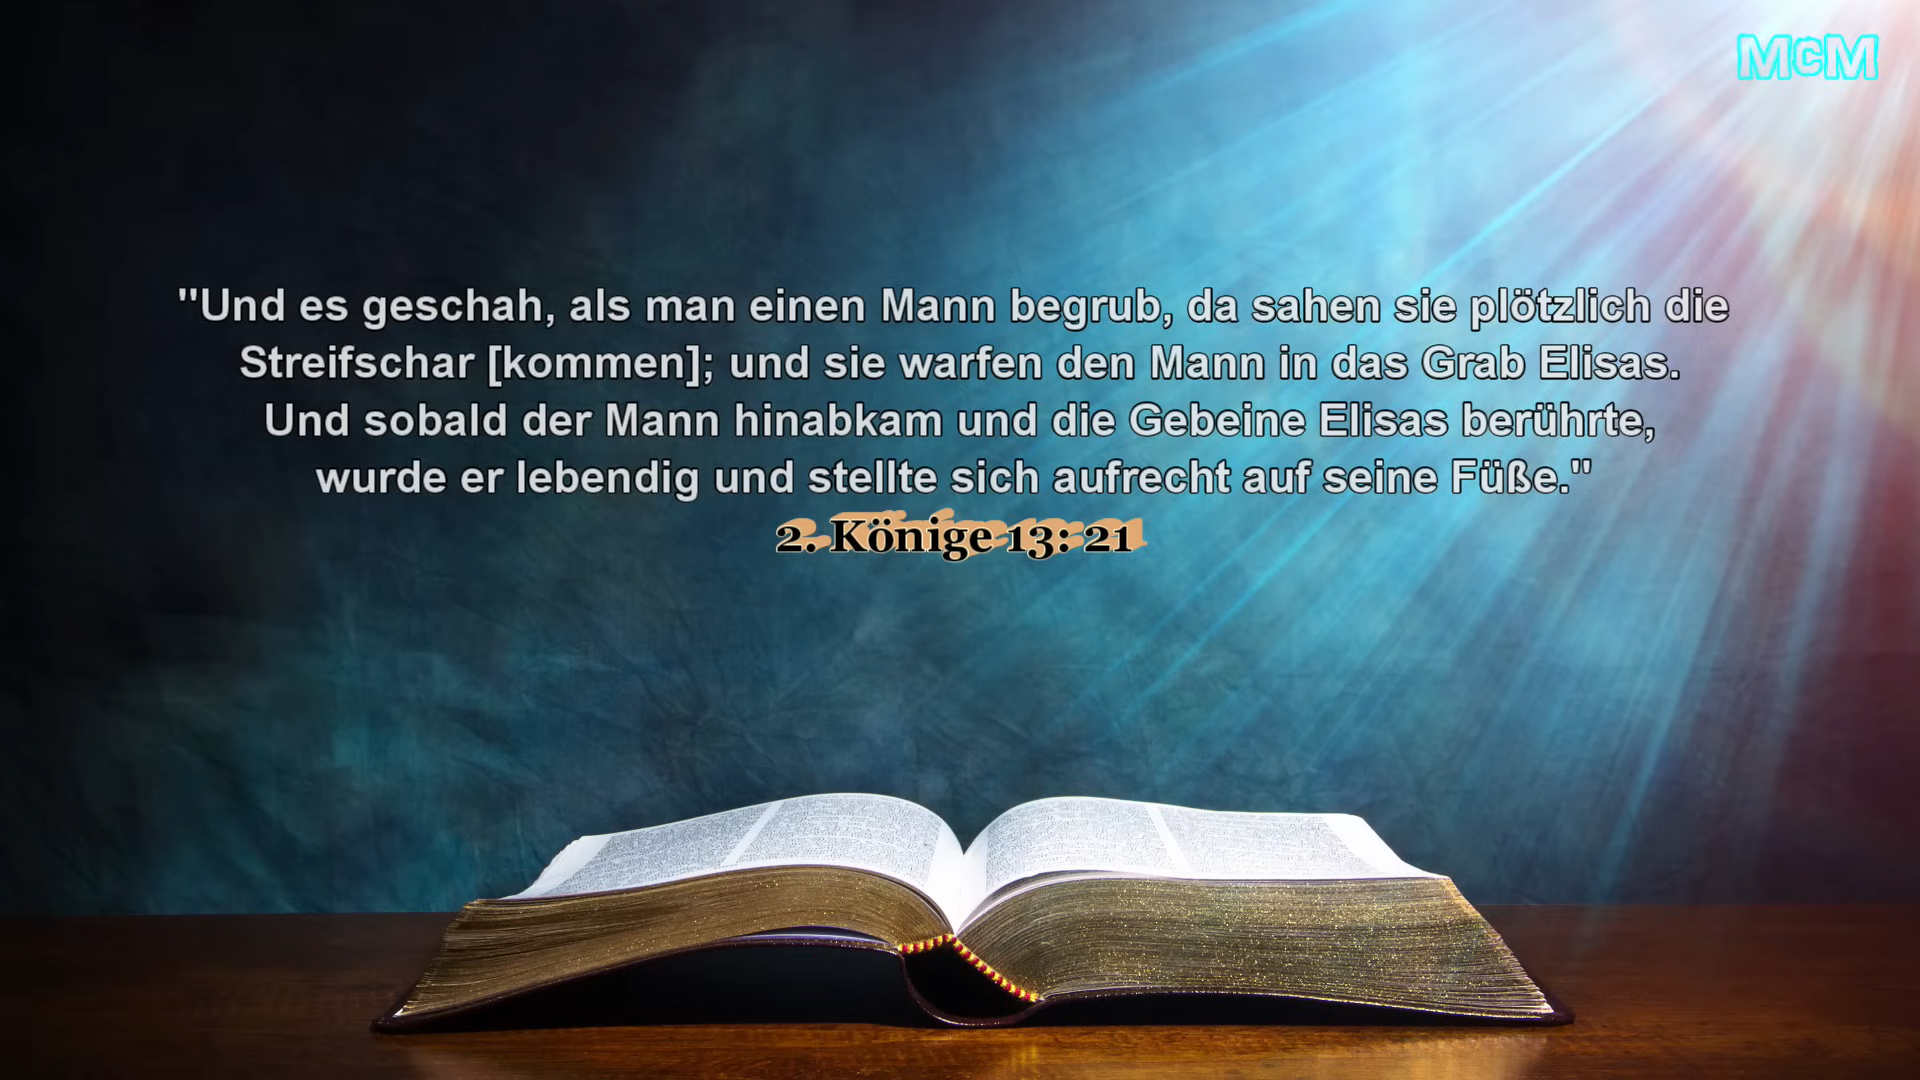 McM
"Und es geschah, als man einen Mann begrub, da sahen sie plötzlich die
Streifschar [kommen]; und sie warfen den Mann in das Grab Elisas.
Und sobald der Mann hinabkam und die Gebeine Elisas berührte,
wurde er lebendig und stellte sich aufrecht auf seine Füße."
2. Könige 13: 21